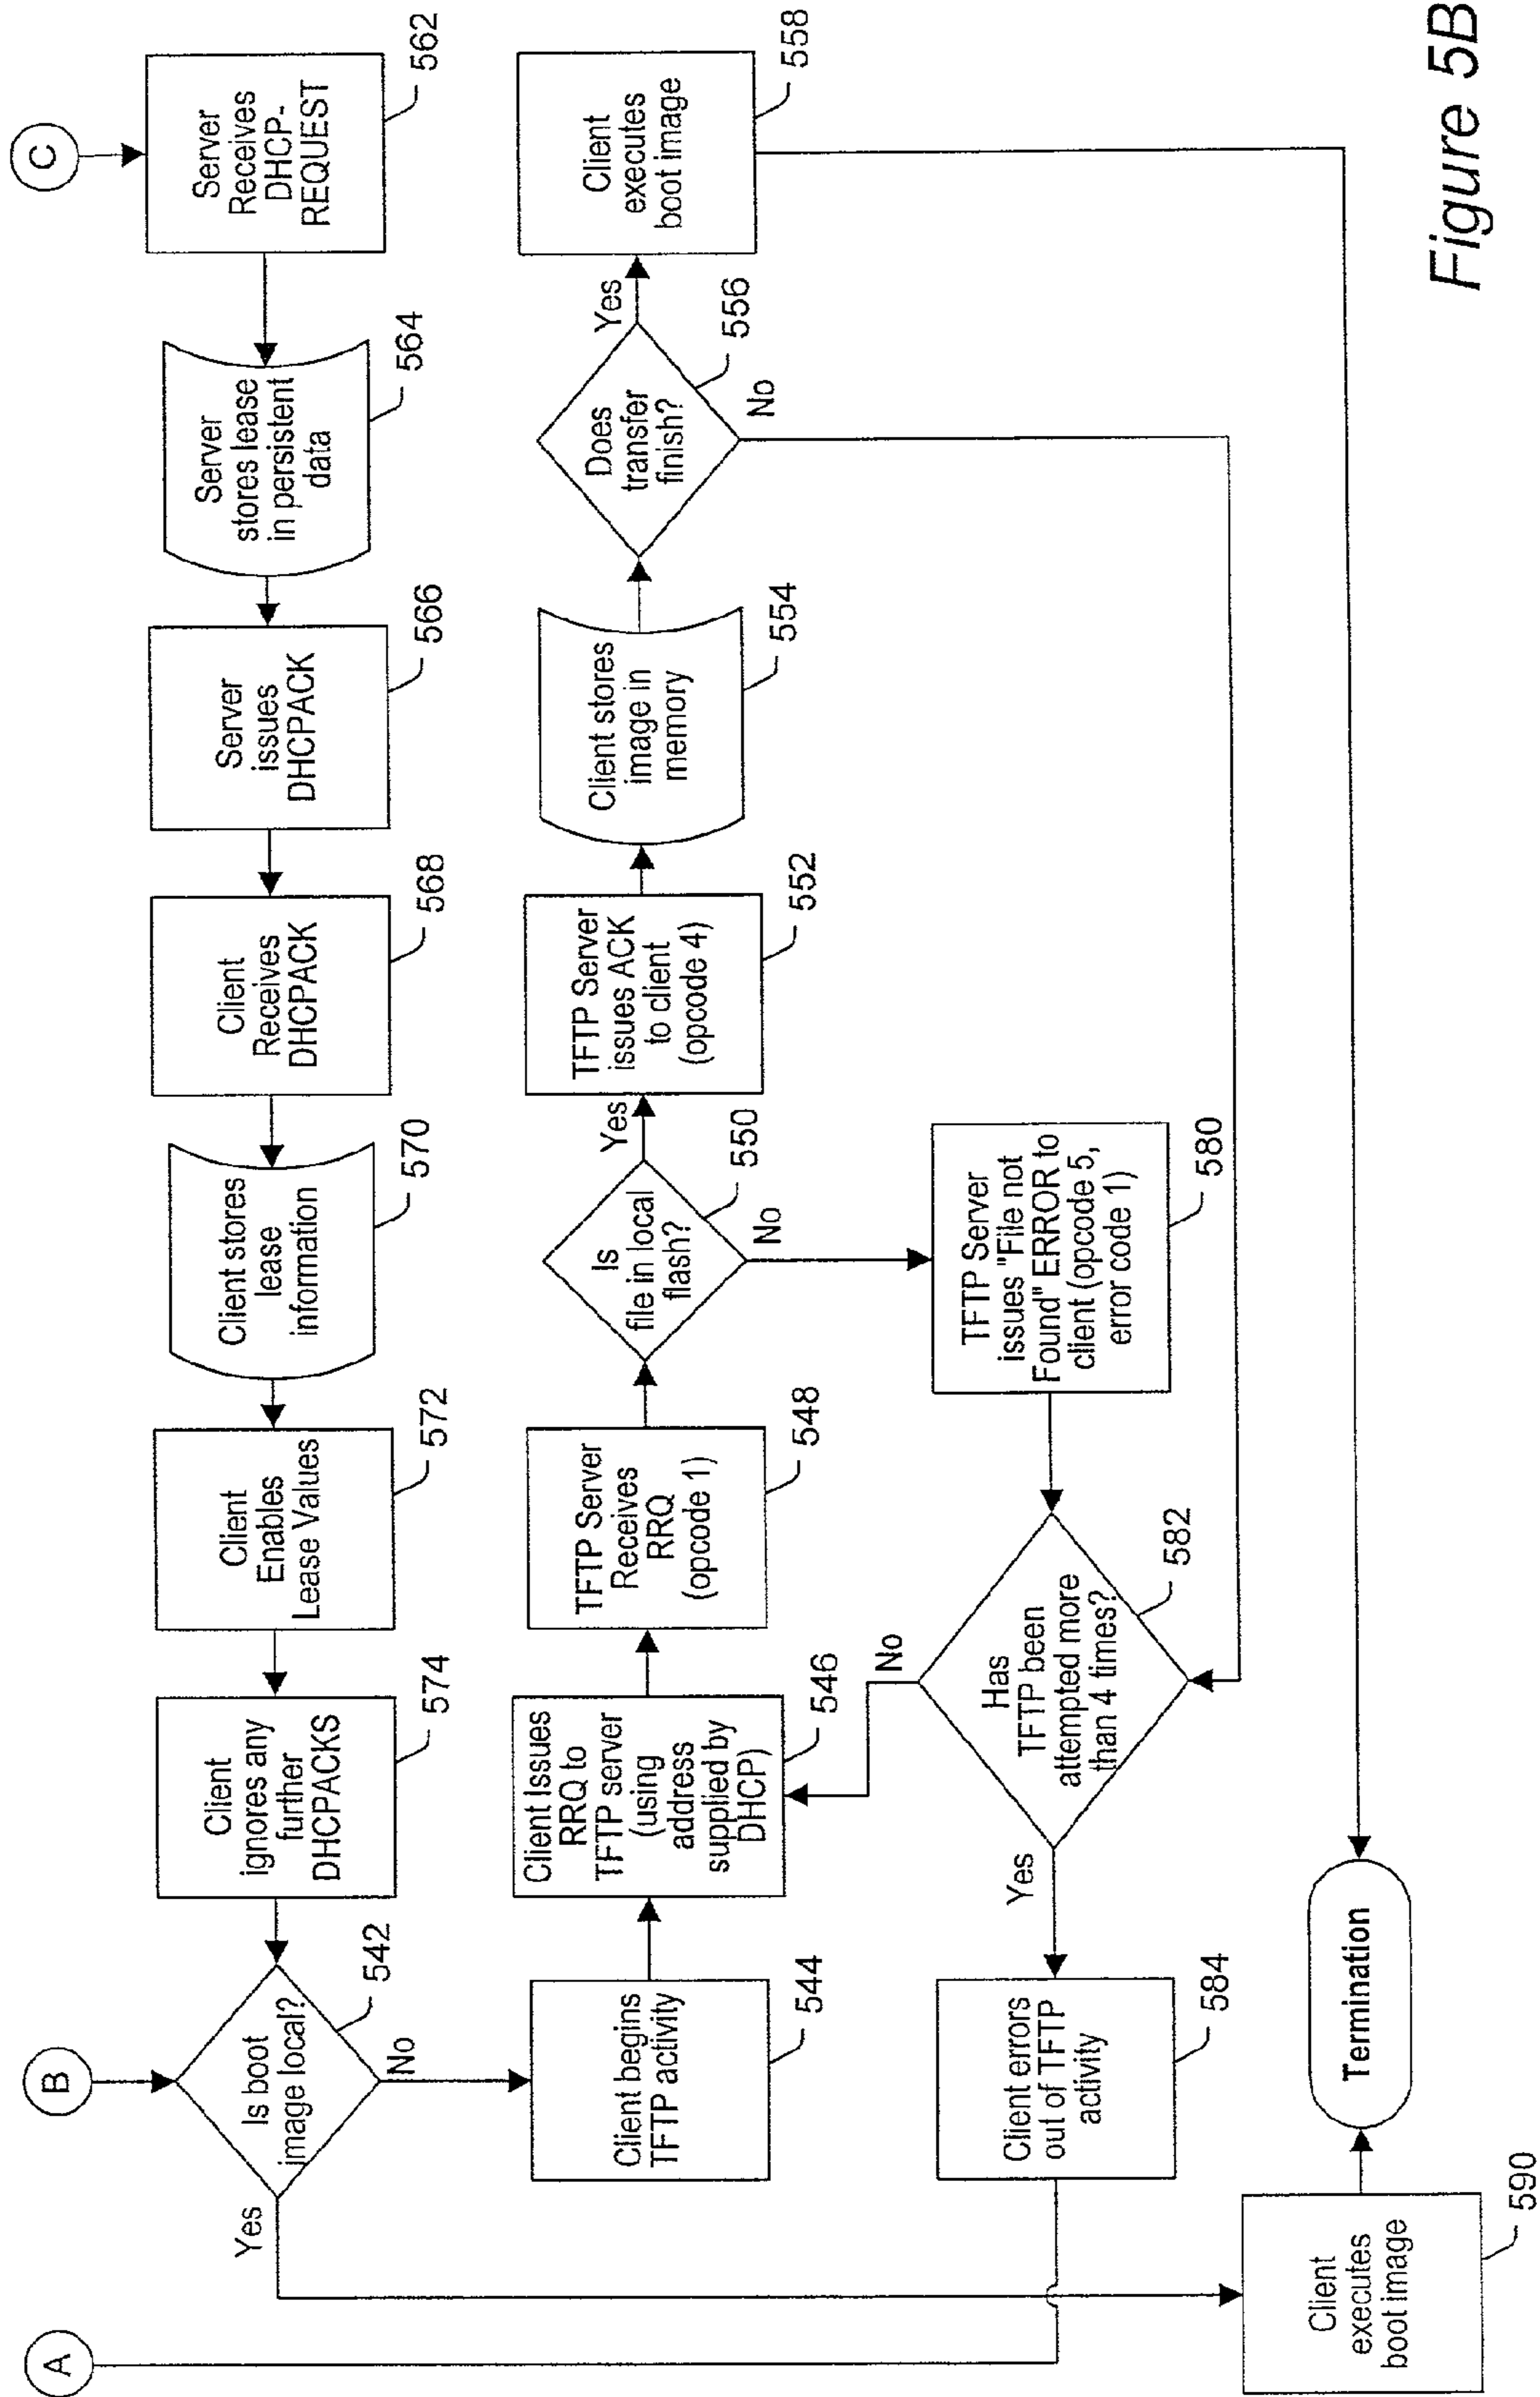 C
Server
Receives
DHCP-
REQUEST
562
Server
stores lease
in persistent
data
564
Server
issues
DHCPACK
566
Client
Receives
DHCPACK
568
Client stores
lease
information
570
Client
Enables
Lease Values
572
Client
ignores any
further
DHCPACKS
574
B
Is boot
image local?
542
Yes
No
Client begins
TFTP activity
544
Client Issues
RRQ to
TFTP server
(using
address
supplied by
DHCP)
546
TFTP Server
Receives
RRQ
(opcode 1)
548
Is
file in local
flash?
550
Yes
No
TFTP Server
issues ACK
to client
(opcode 4)
552
Client stores
image in
memory
554
Does
transfer
finish?
556
Yes
No
Client
executes
boot image
558
TFTP Server
issues "File not
Found" ERROR to
client (opcode 5,
error code 1)
580
Has
TFTP been
attempted more
than 4 times?
582
No
Yes
Client errors
out of TFTP
activity
584
A
Client
executes
boot image
590
Termination
Figure 5B